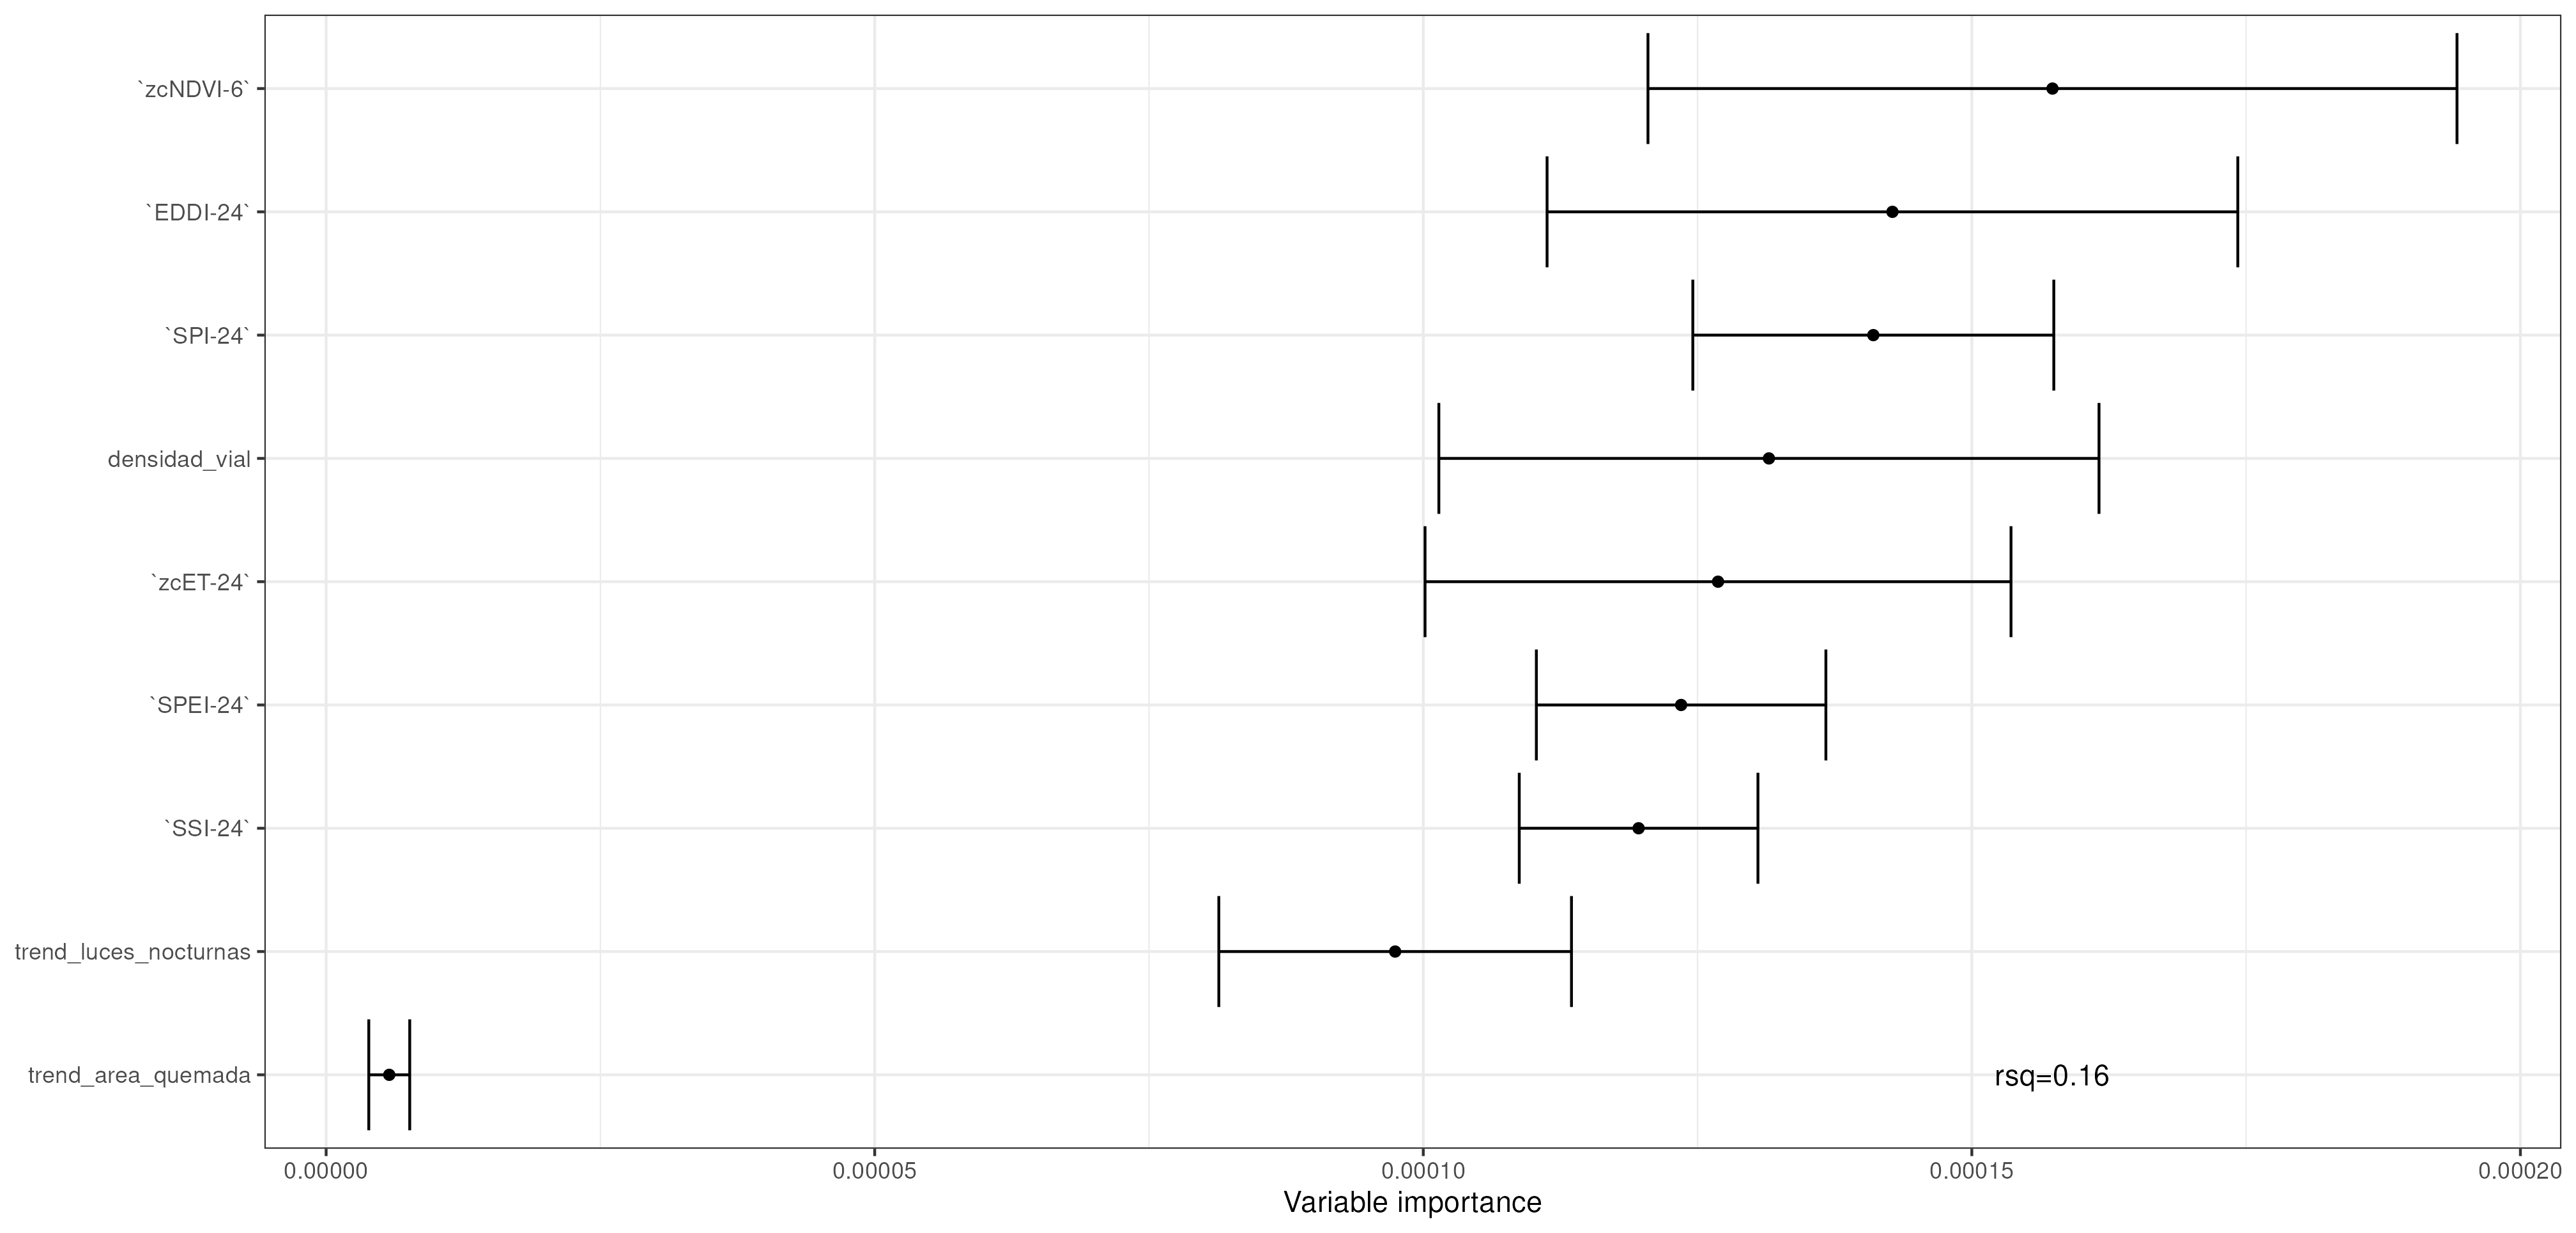 `zcNDVI-6`
`EDDI-24`
`SPI-24`
densidad_vial
`zcET-24`
`SPEI-24`
`SSI-24`
trend_luces_nocturnas
trend_area_quemada
rsq=0.16
0.00000 0.00005 0.00010 0.00015 0.00020
Variable importance